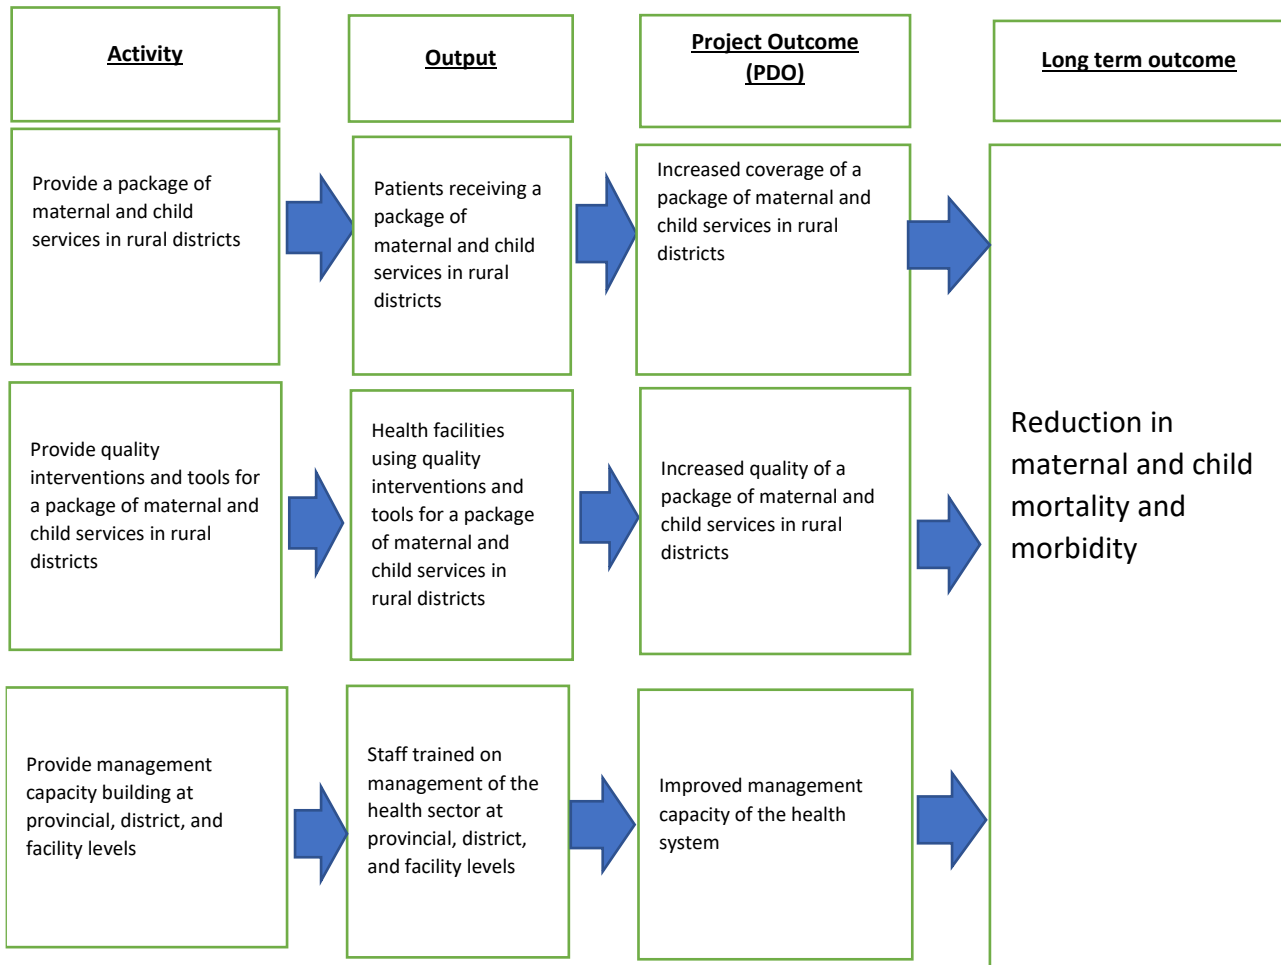 Activity
Output
Project Outcome
(PDO)
Long term outcome
Provide a package of
maternal and child
services in rural districts
Patients receiving a
package of
maternal and child
services in rural
districts
Increased coverage of a
package of maternal and
child services in rural
districts
Provide quality
interventions and tools for
a package of maternal and
child services in rural
districts
Health facilities
using quality
interventions and
tools for a package
of maternal and
child services in
rural districts
Increased quality of a
package of maternal and
child services in rural
districts
Provide management
capacity building at
provincial, district, and
facility levels
Staff trained on
management of the
health sector at
provincial, district,
and facility levels
Improved management
capacity of the health
system
Reduction in
maternal and child
mortality and
morbidity